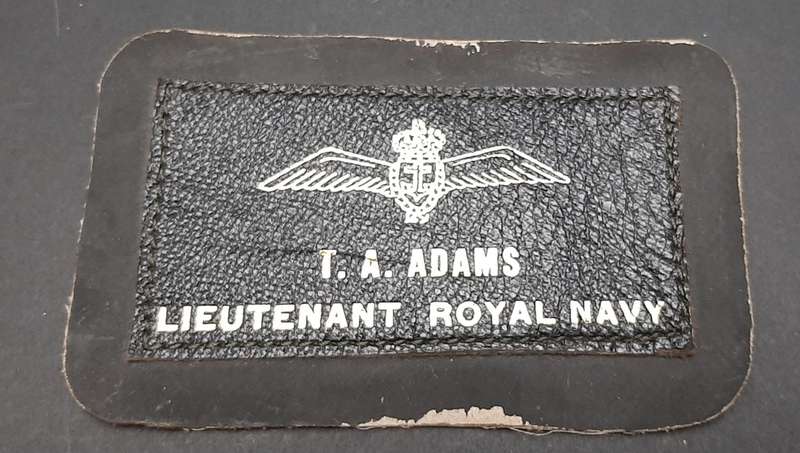 T. A. ADAMS
LIEUTENANT ROYAL NAVY